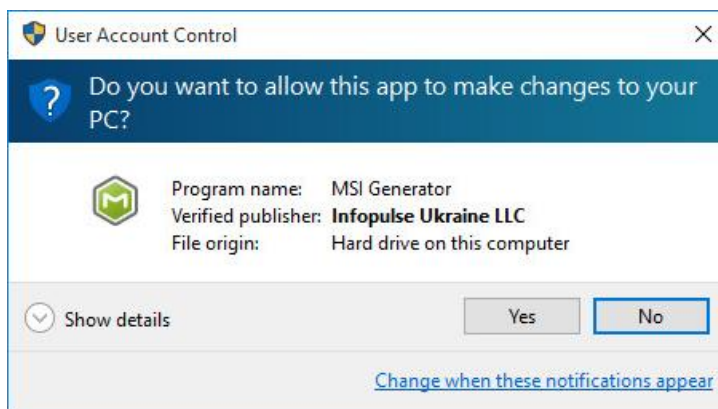 User Account Control
Do you want to allow this app to make changes to your
PC?
Program name: MSI Generator
Verified publisher: Infopulse Ukraine LLC
File origin: Hard drive on this computer
Show details
Yes
No
Change when these notifications appear